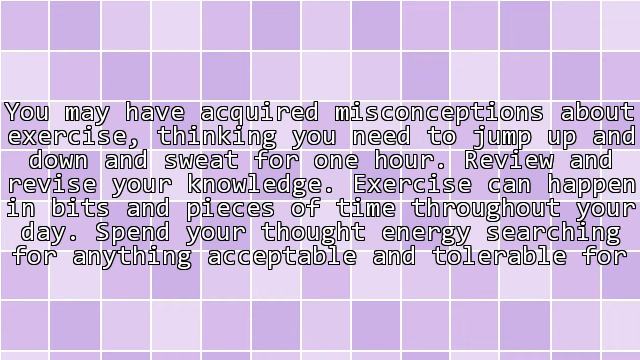 You may have acquired misconceptions about
exercise, thinking you need to jump up and
down and sweat for one hour. Review and
revise your knowledge. Exercise can happen
in bits and pieces of time throughout your
day. Spend your thought energy searching
for anything acceptable and tolerable for